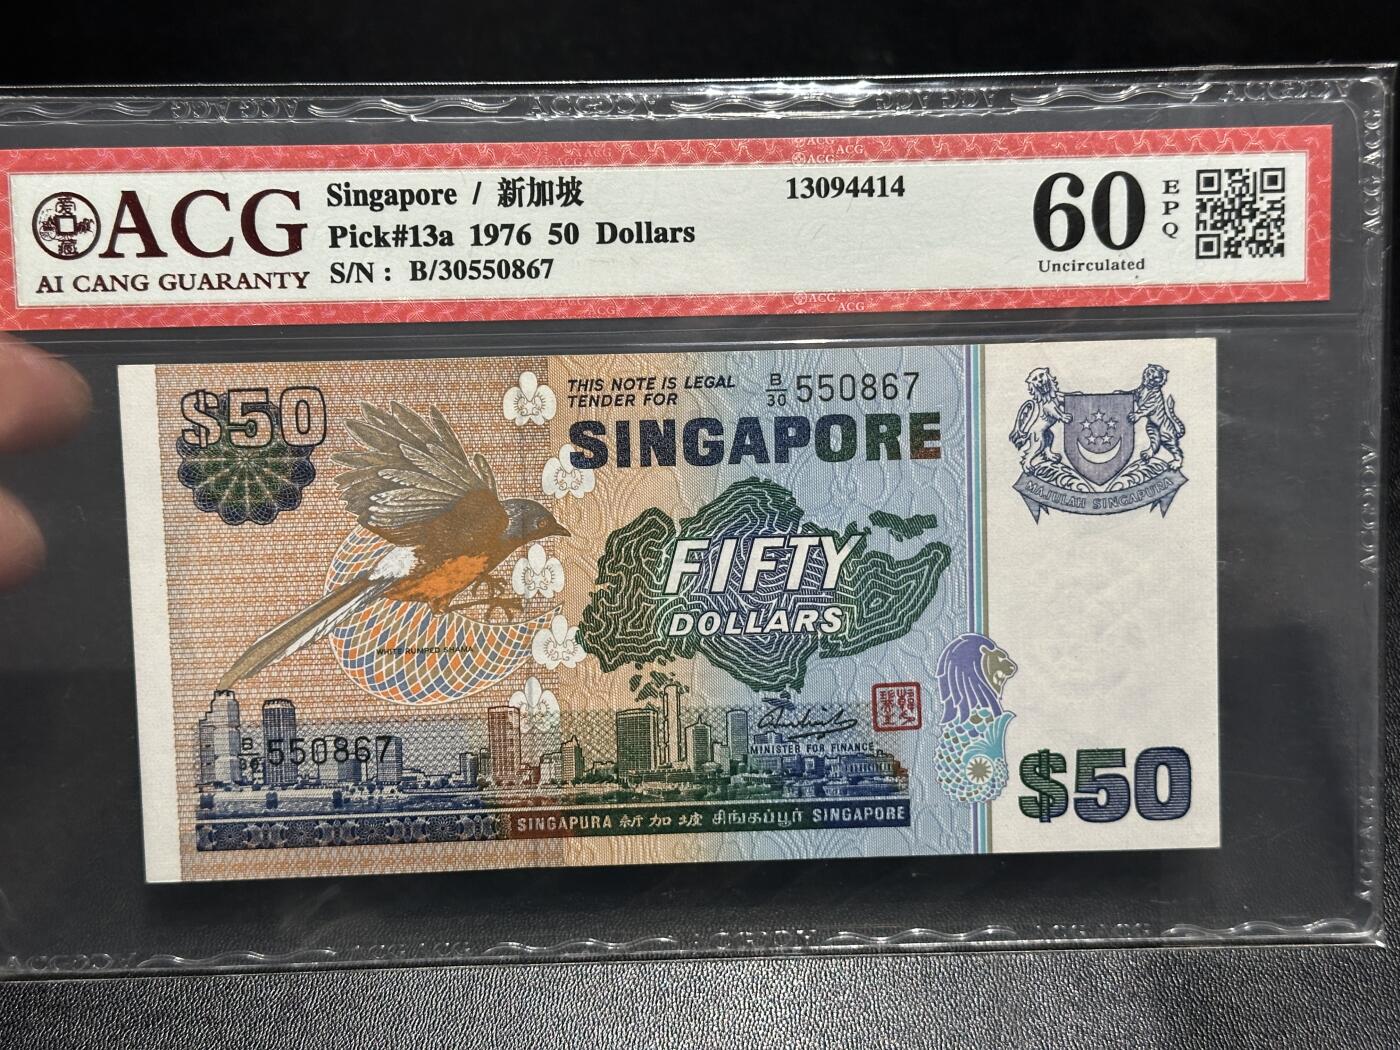 ACG
AI CANG GUARANTY
Singapore / 新加坡
Pick#13a 1976 50 Dollars
S/N : B/30550867
13094414
60
EPQ
Uncirculated
$50
THIS NOTE IS LEGAL
TENDER FOR
B/30 550867
SINGAPORE
MAJULAH SINGAPURA
FIFTY
DOLLARS
WHITE RUMPED SHAMA
MINISTER FOR FINANCE
B/30 550867
$50
SINGAPURA 新加坡 சிங்கப்பூர் SINGAPORE